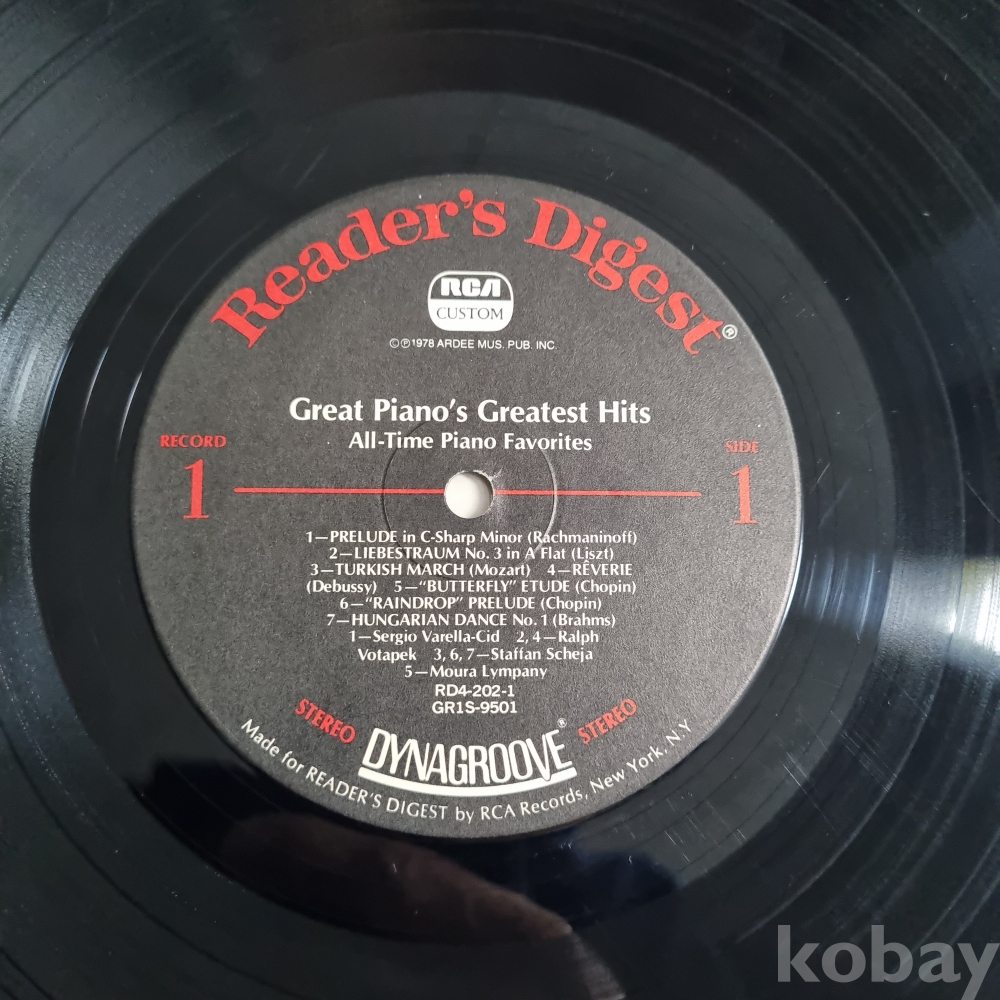 Reader's Digest®
RCA
CUSTOM
©℗1978 ARDEE MUS. PUB. INC.
Great Piano's Greatest Hits
All-Time Piano Favorites
RECORD
1
SIDE
1
1—PRELUDE in C-Sharp Minor (Rachmaninoff)
2—LIEBESTRAUM No. 3 in A Flat (Liszt)
3—TURKISH MARCH (Mozart) 4—RÊVERIE
(Debussy) 5—"BUTTERFLY" ETUDE (Chopin)
6—"RAINDROP" PRELUDE (Chopin)
7—HUNGARIAN DANCE No. 1 (Brahms)
1—Sergio Varella-Cid 2, 4—Ralph
Votapek 3, 6, 7—Staffan Scheja
5—Moura Lympany
RD4-202-1
GR1S-9501
STEREO DYNAGROOVE® STEREO
Made for READER'S DIGEST by RCA Records, New York, N.Y
kobay